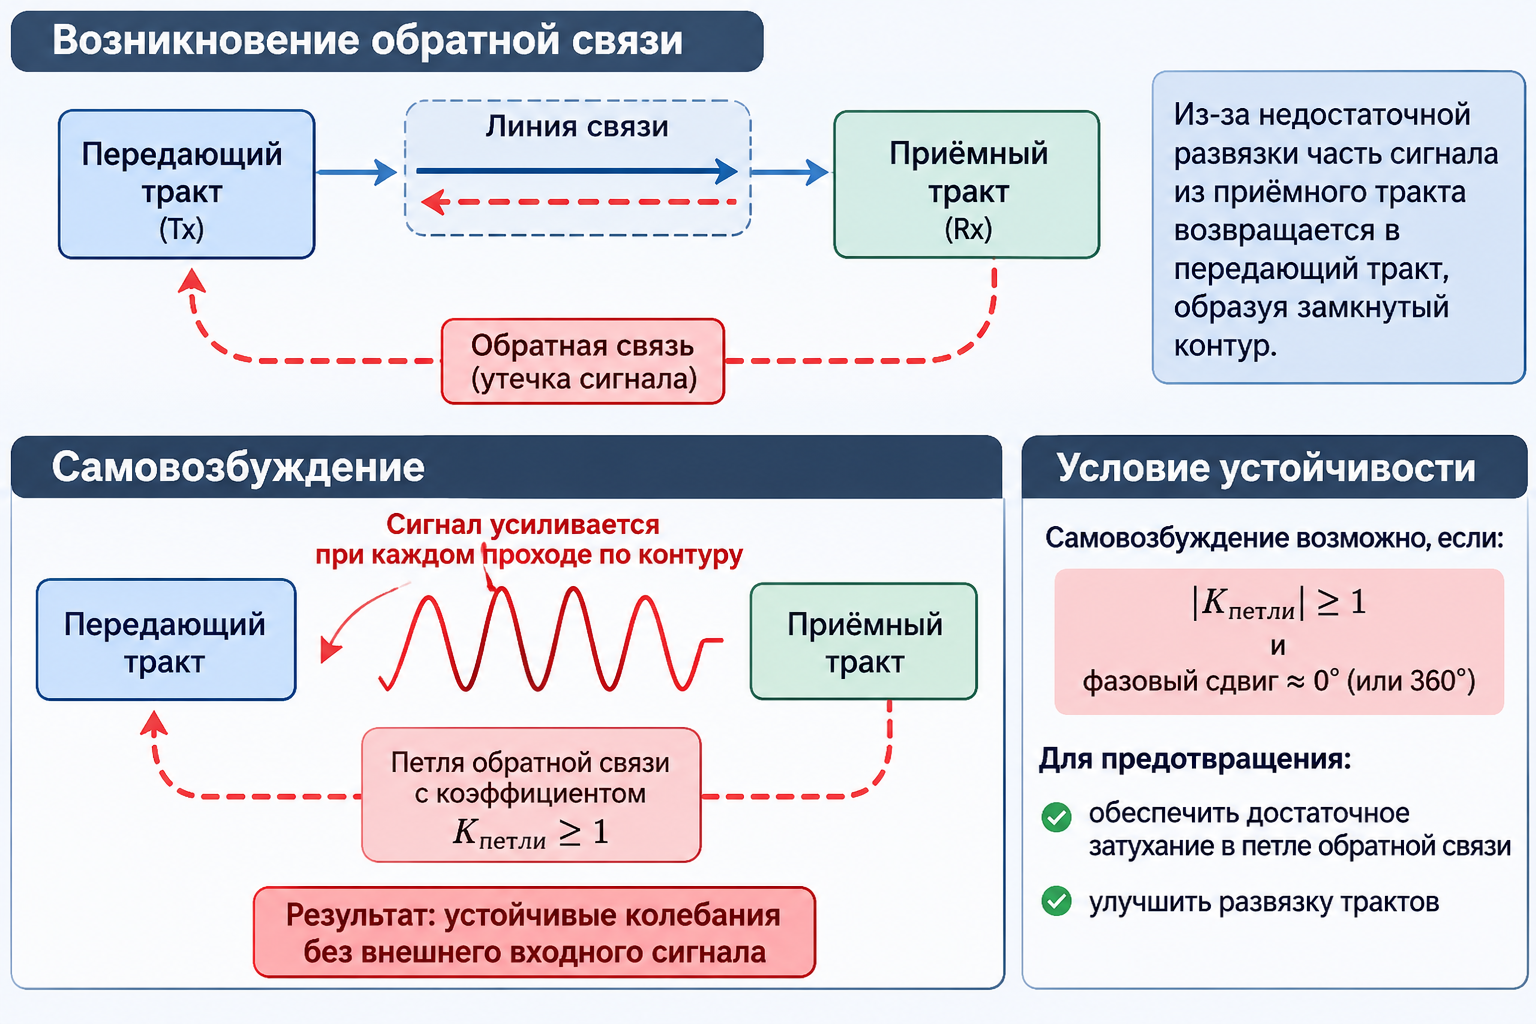 Возникновение обратной связи
Передающий
тракт
(Tx)
Линия связи
Приёмный
тракт
(Rx)
Обратная связь
(утечка сигнала)
Из-за недостаточной
развязки часть сигнала
из приёмного тракта
возвращается в
передающий тракт,
образуя замкнутый
контур.
Самовозбуждение
Сигнал усиливается
при каждом проходе по контуру
Передающий
тракт
Приёмный
тракт
Петля обратной связи
с коэффициентом
K петли ≥ 1
Результат: устойчивые колебания
без внешнего входного сигнала
Условие устойчивости
Самовозбуждение возможно, если:
|K петли| ≥ 1
и
фазовый сдвиг ≈ 0° (или 360°)
Для предотвращения:
обеспечить достаточное
затухание в петле обратной связи
улучшить развязку трактов